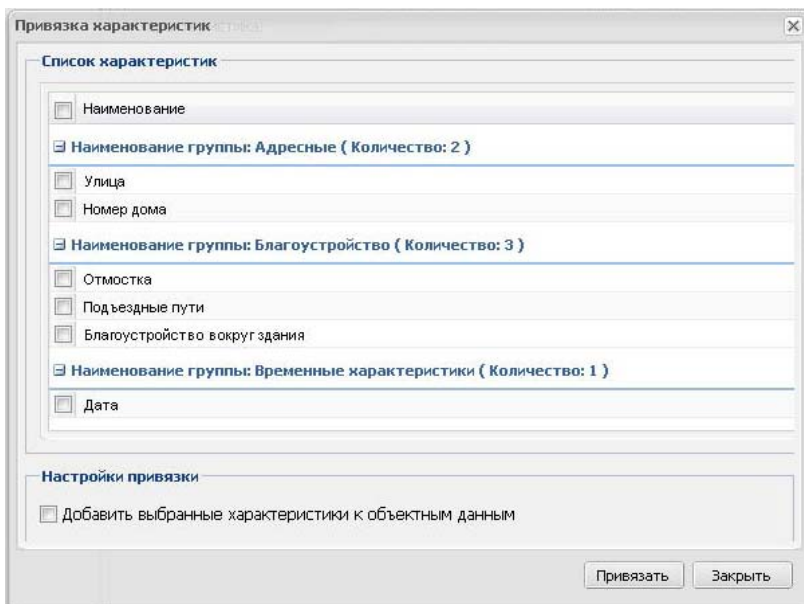 Привязка характеристик
Список характеристик
Наименование
Наименование группы: Адресные ( Количество: 2 )
Улица
Номер дома
Наименование группы: Благоустройство ( Количество: 3 )
Отмостка
Подъездные пути
Благоустройство вокруг здания
Наименование группы: Временные характеристики ( Количество: 1 )
Дата
Настройки привязки
Добавить выбранные характеристики к объектным данным
Привязать Закрыть